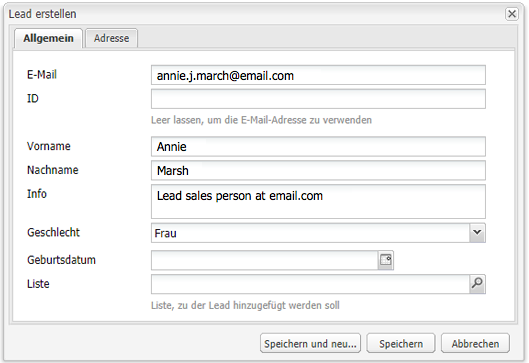 Lead erstellen
Allgemein Adresse
E-Mail annie.j.march@email.com
ID
Leer lassen, um die E-Mail-Adresse zu verwenden
Vorname Annie
Nachname Marsh
Info Lead sales person at email.com
Geschlecht Frau
Geburtsdatum
Liste
Liste, zu der Lead hinzugefügt werden soll
Speichern und neu... Speichern Abbrechen